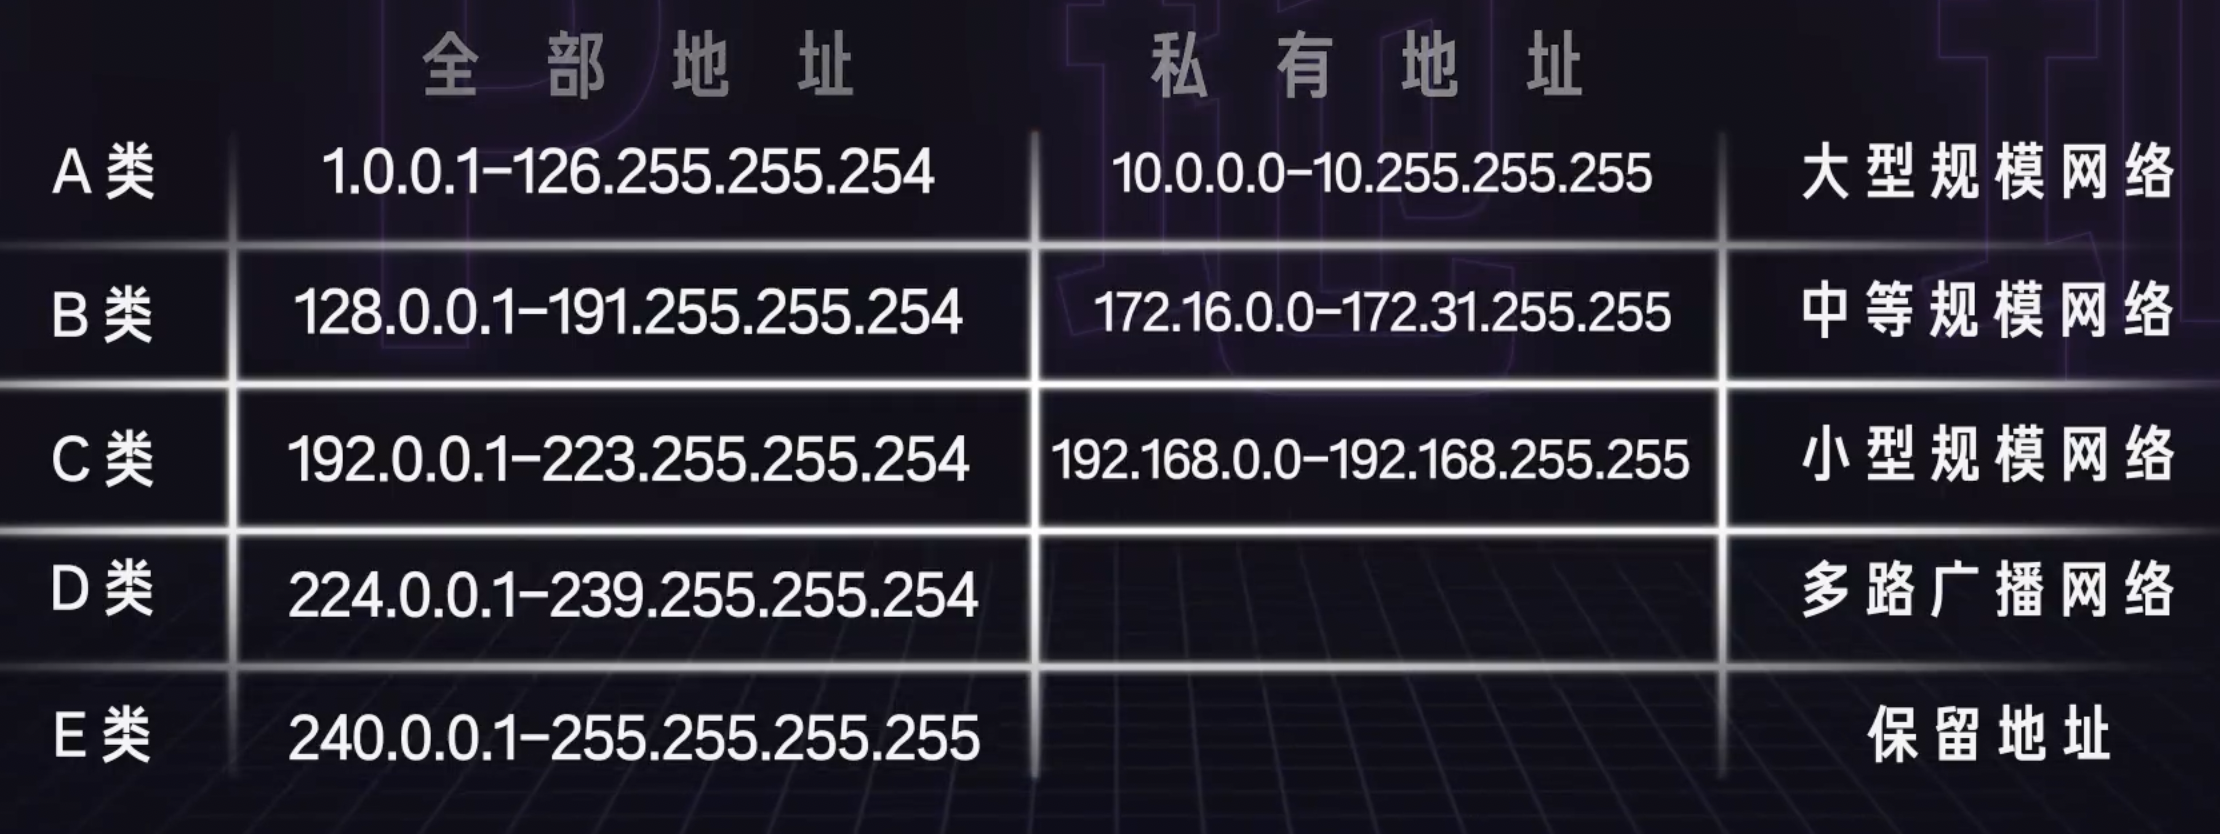 全部地址 私有地址
A类 1.0.0.1-126.255.255.254 10.0.0.0-10.255.255.255 大型规模网络
B类 128.0.0.1-191.255.255.254 172.16.0.0-172.31.255.255 中等规模网络
C类 192.0.0.1-223.255.255.254 192.168.0.0-192.168.255.255 小型规模网络
D类 224.0.0.1-239.255.255.254 多路广播网络
E类 240.0.0.1-255.255.255.255 保留地址